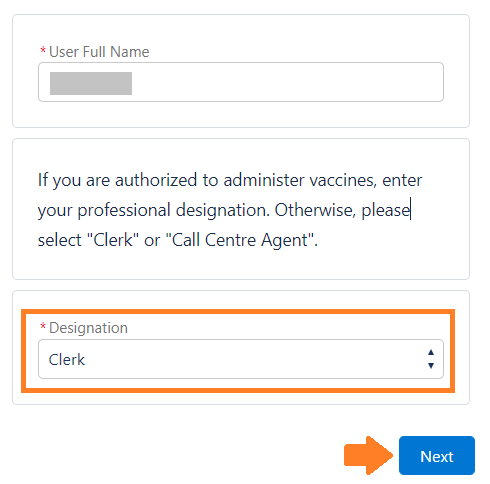 *User Full Name
If you are authorized to administer vaccines, enter
your professional designation. Otherwise, please
select "Clerk" or "Call Centre Agent".
*Designation
Clerk
Next